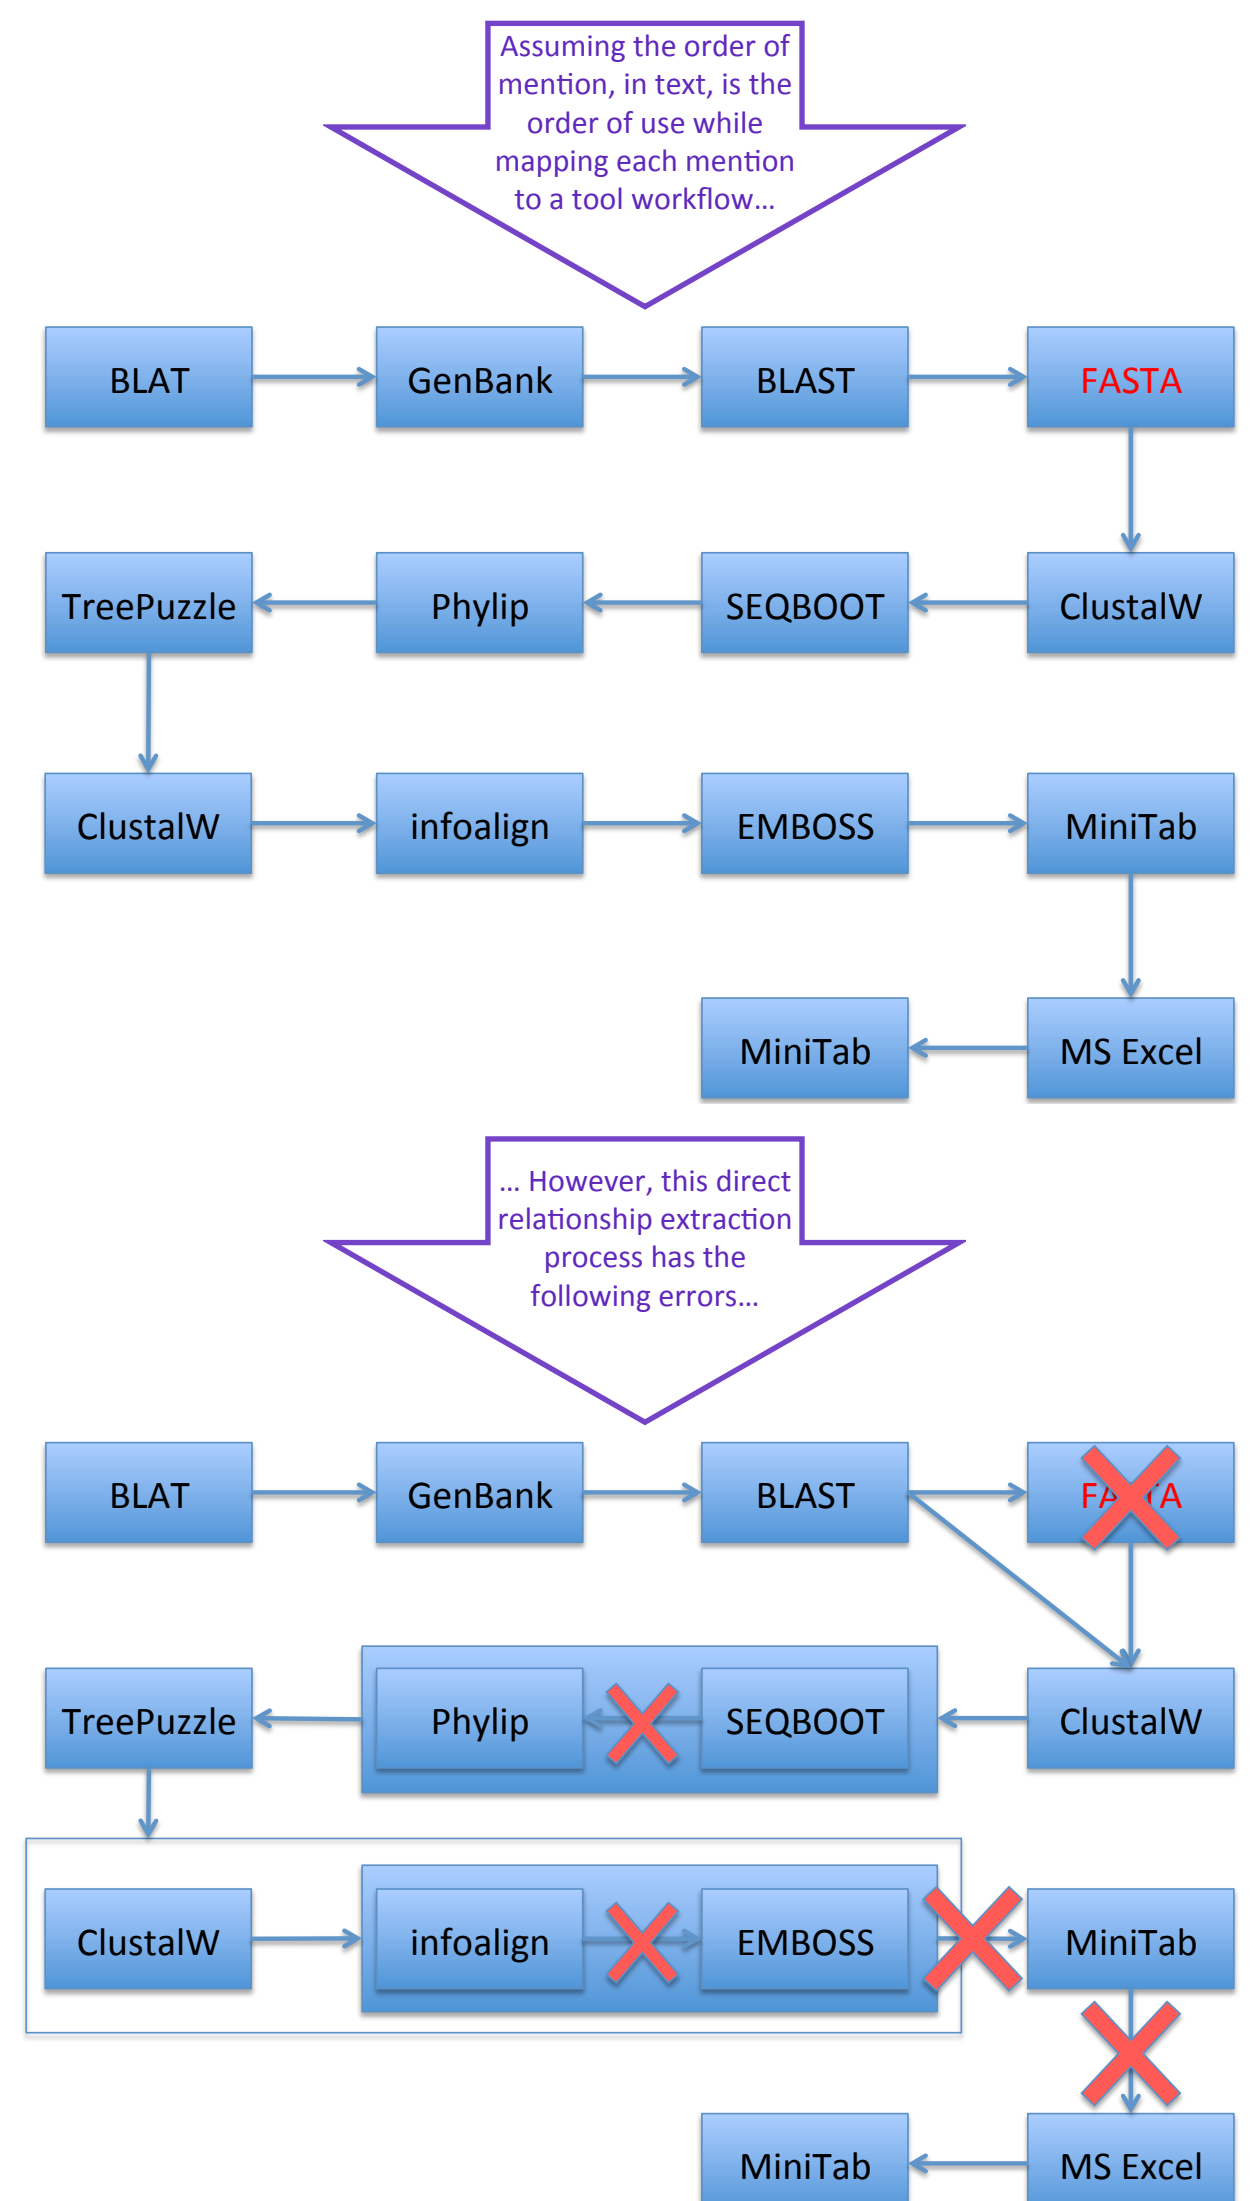 Assuming the order of
mention, in text, is the
order of use while
mapping each mention
to a tool workflow...
BLAT
GenBank
BLAST
FASTA
TreePuzzle
Phylip
SEQBOOT
ClustalW
ClustalW
infoalign
EMBOSS
MiniTab
MiniTab
MS Excel
... However, this direct
relationship extraction
process has the
following errors...
BLAT
GenBank
BLAST
FASTA
TreePuzzle
Phylip
SEQBOOT
ClustalW
ClustalW
infoalign
EMBOSS
MiniTab
MiniTab
MS Excel